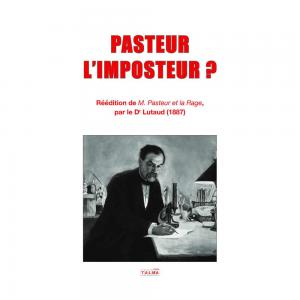 PASTEUR
L'IMPOSTEUR ?
Réédition de M. Pasteur et la Rage,
par le Dr Lutaud (1887)
TALMA